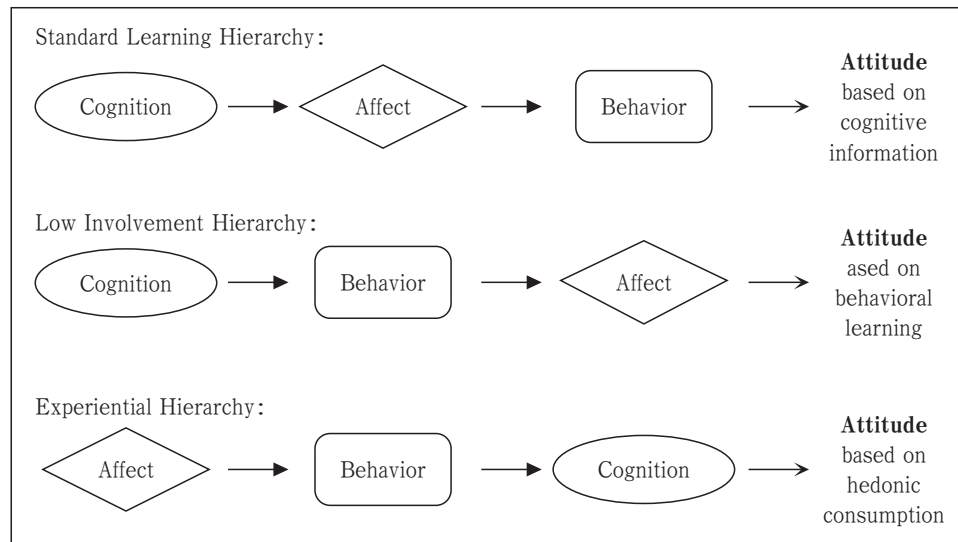 Standard Learning Hierarchy:
Cognition
Affect
Behavior
Attitude
based on
cognitive
information
Low Involvement Hierarchy:
Cognition
Behavior
Affect
Attitude
ased on
behavioral
learning
Experiential Hierarchy:
Affect
Behavior
Cognition
Attitude
based on
hedonic
consumption